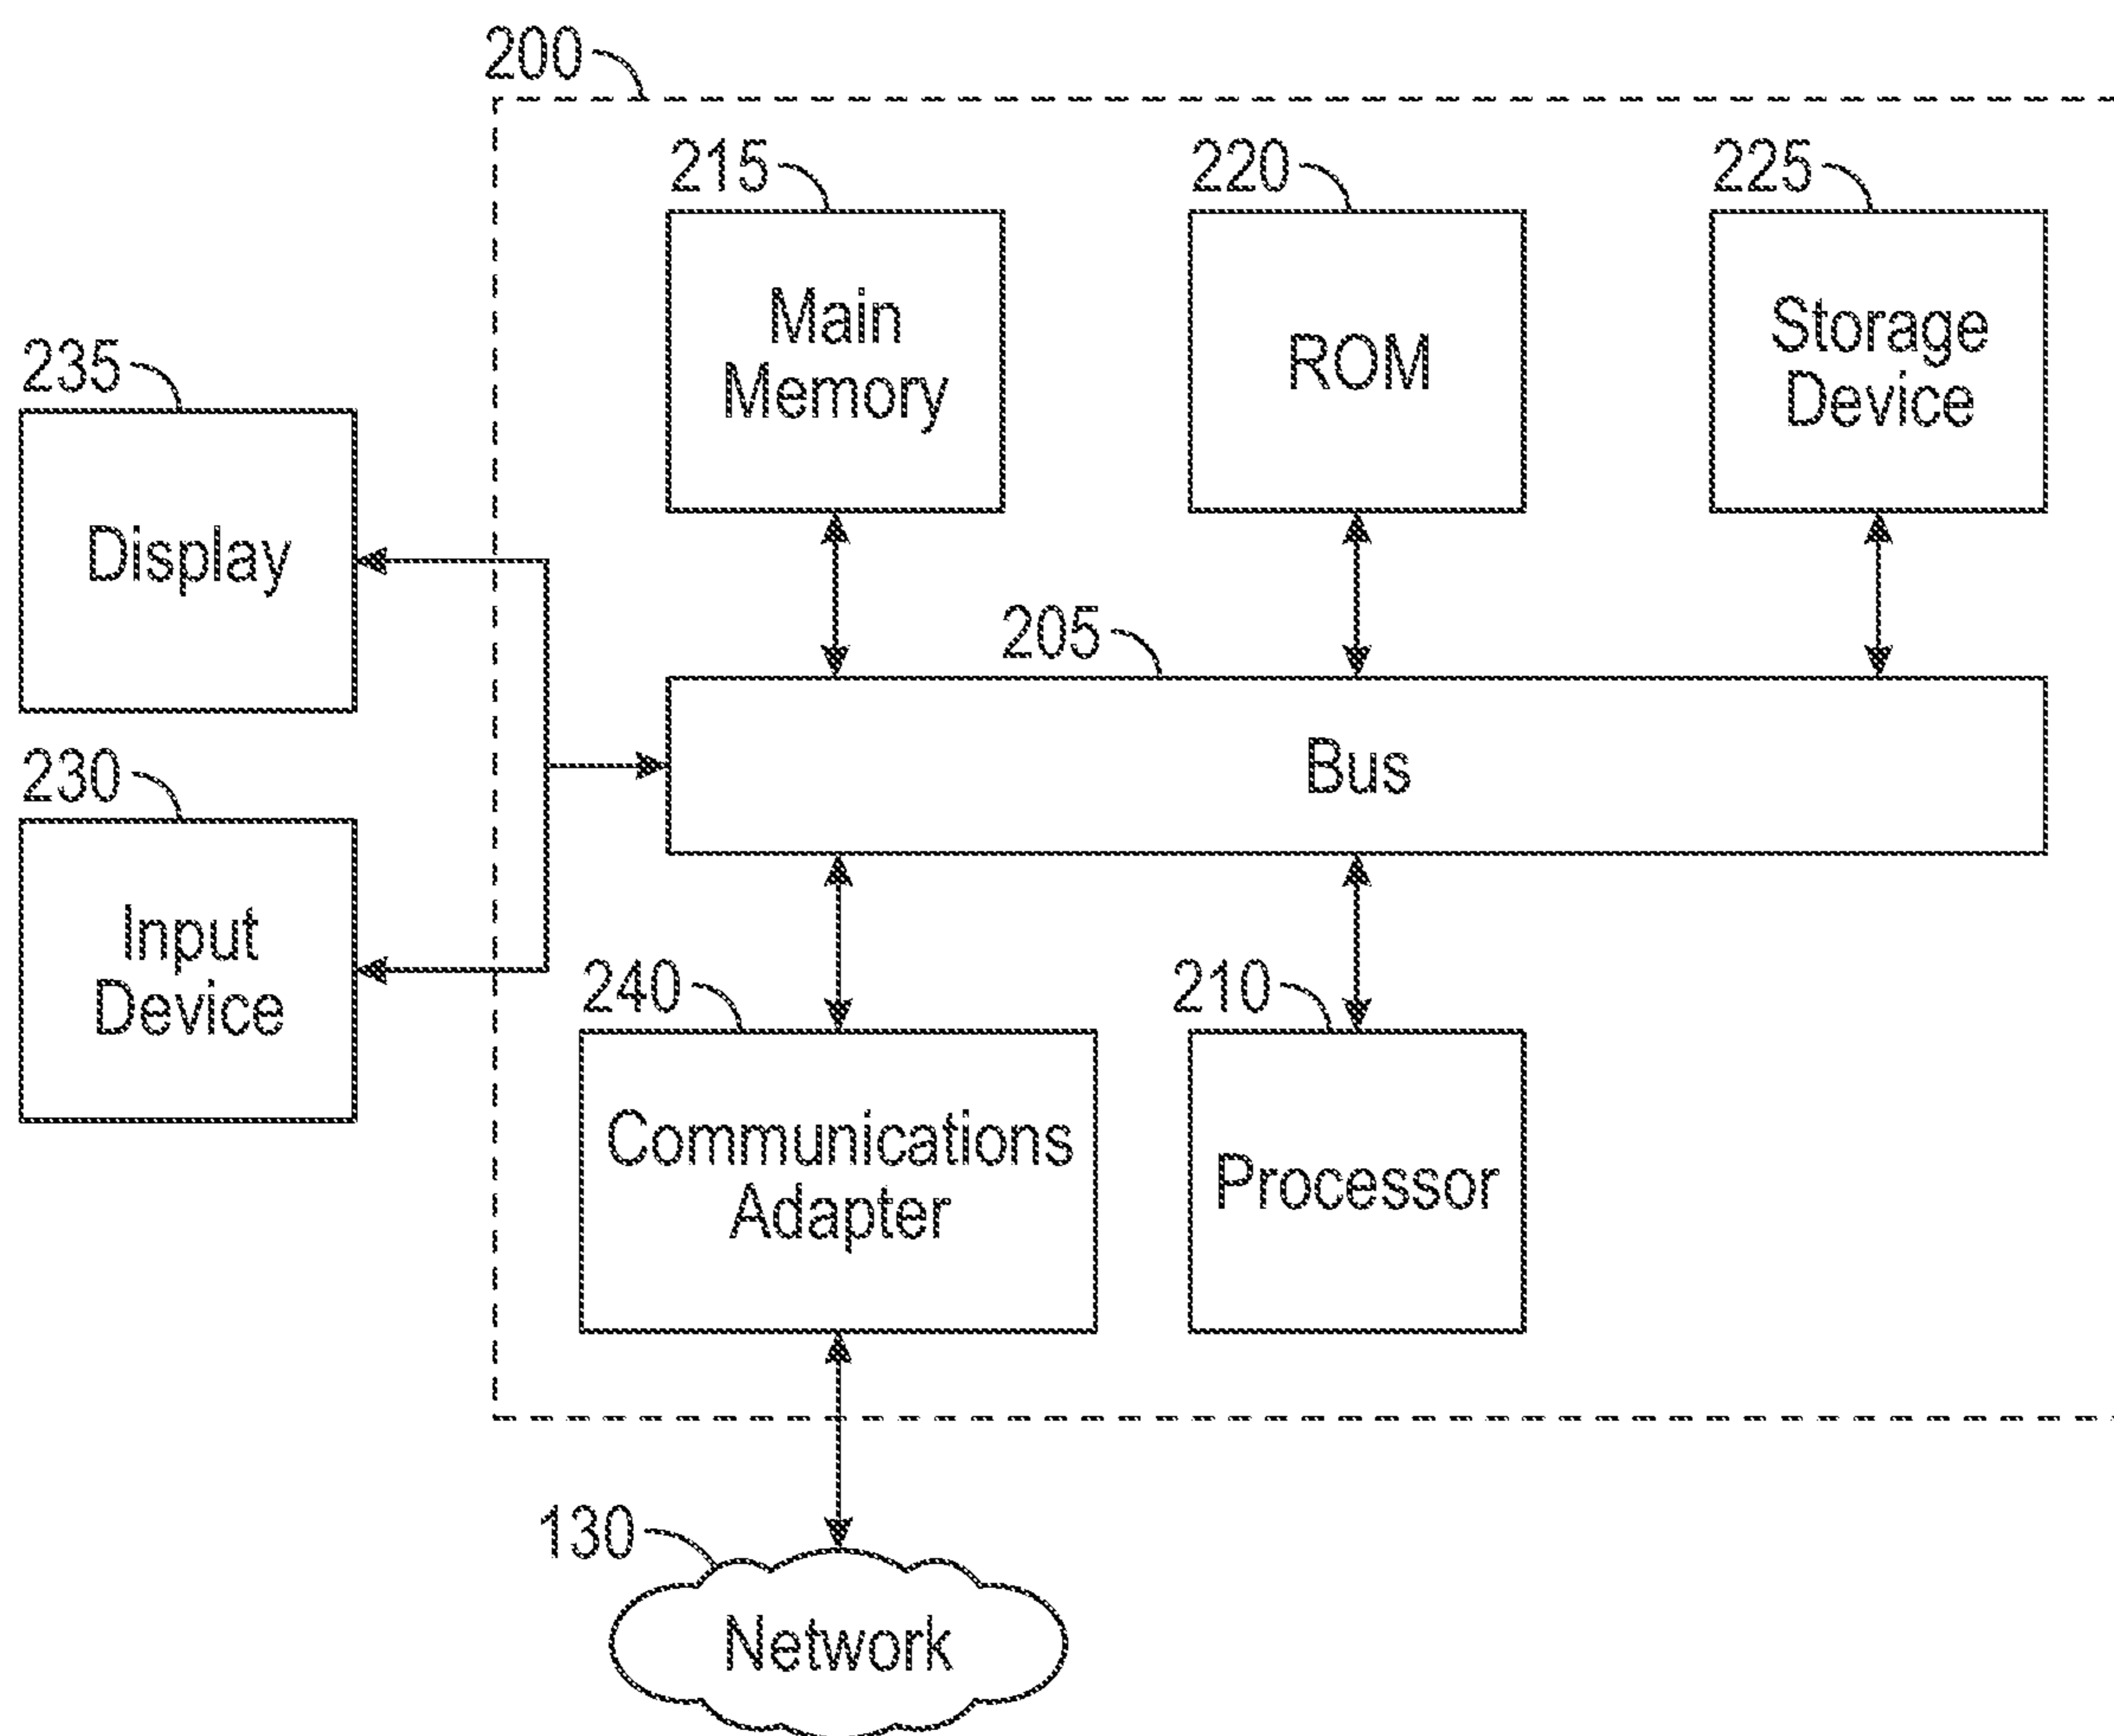 200
215
220
225
Main
Memory
ROM
Storage
Device
235
Display
205
Bus
230
Input
Device
240
210
Communications
Adapter
Processor
130
Network